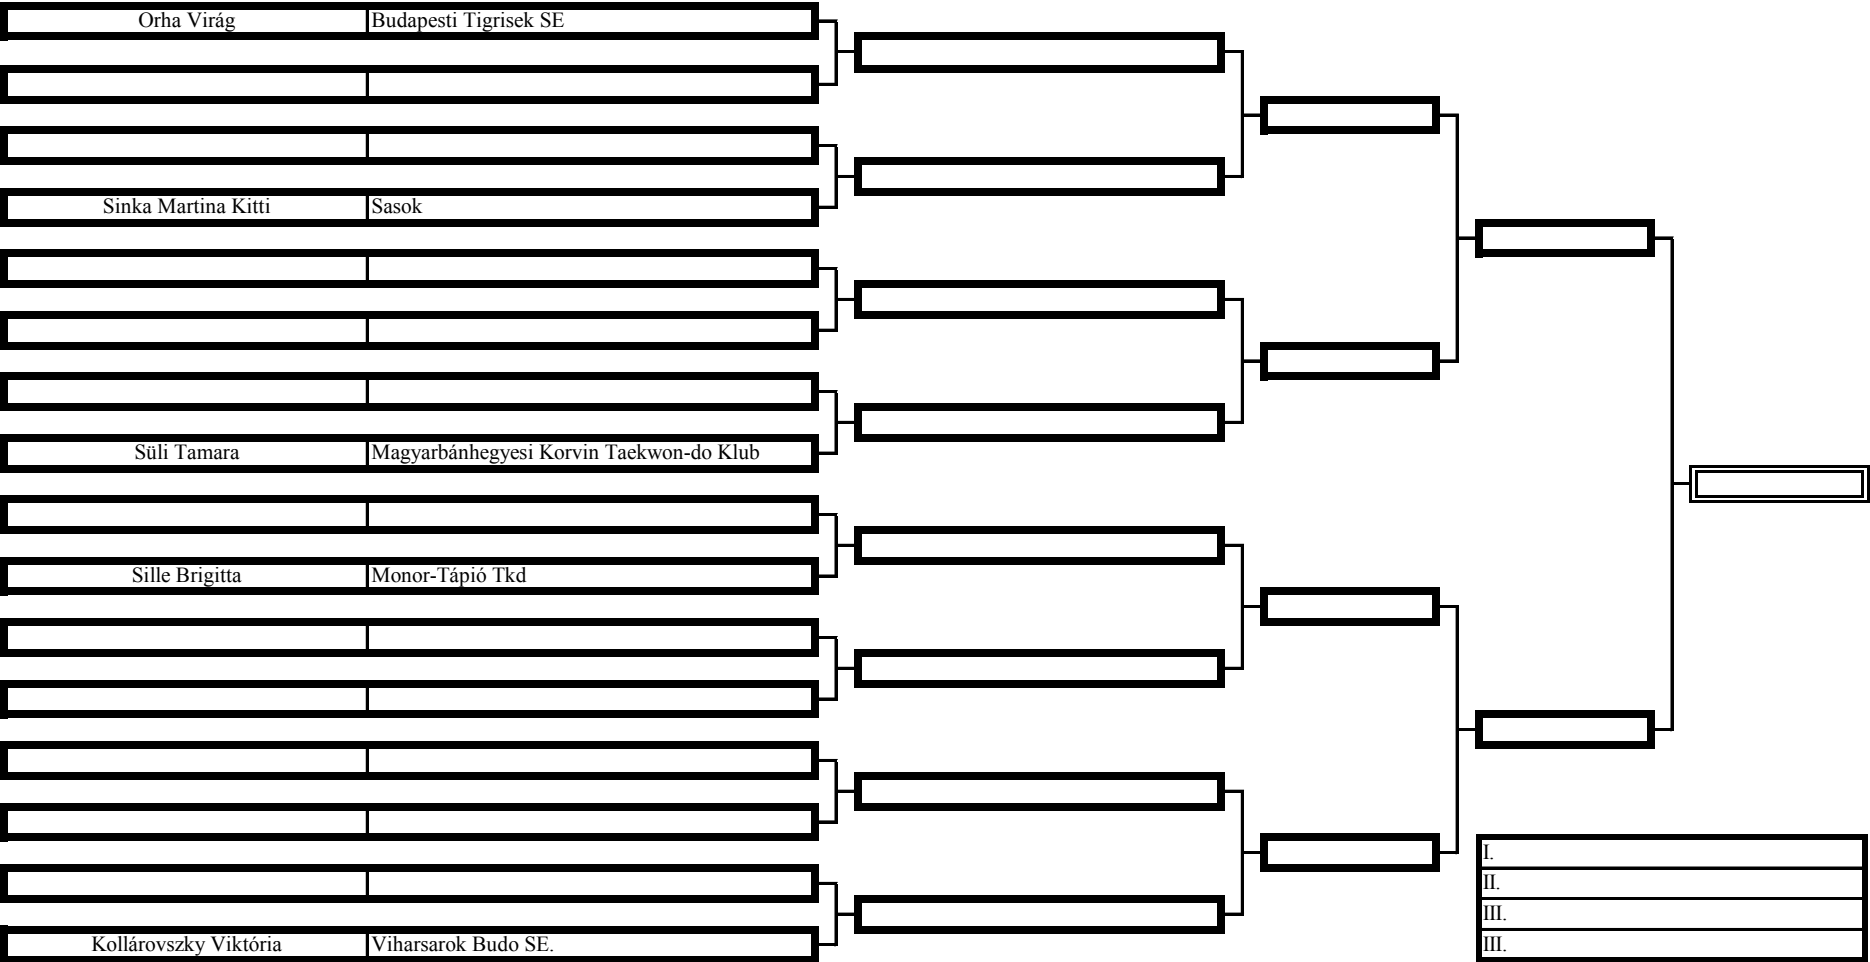 Orha Virág Budapesti Tigrisek SE
Sinka Martina Kitti Sasok
Süli Tamara Magyarbánhegyesi Korvin Taekwon-do Klub
Sille Brigitta Monor-Tápió Tkd
Kollárovszky Viktória Viharsarok Budo SE.
I.
II.
III.
III.